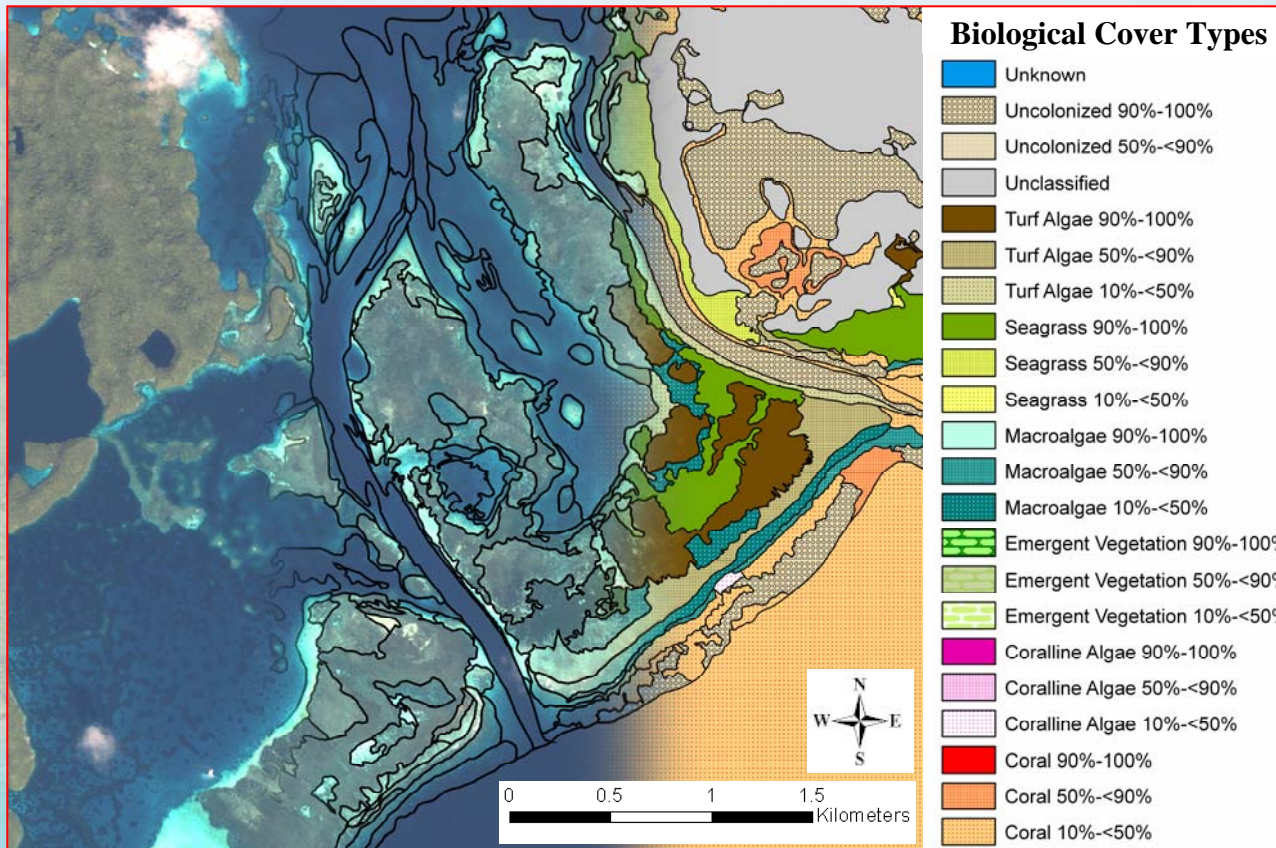 Biological Cover Types
Unknown
Uncolonized 90%-100%
Uncolonized 50%-<90%
Unclassified
Turf Algae 90%-100%
Turf Algae 50%-<90%
Turf Algae 10%-<50%
Seagrass 90%-100%
Seagrass 50%-<90%
Seagrass 10%-<50%
Macroalgae 90%-100%
Macroalgae 50%-<90%
Macroalgae 10%-<50%
Emergent Vegetation 90%-100%
Emergent Vegetation 50%-<90%
Emergent Vegetation 10%-<50%
Coralline Algae 90%-100%
Coralline Algae 50%-<90%
Coralline Algae 10%-<50%
Coral 90%-100%
Coral 50%-<90%
Coral 10%-<50%
N
W E
S
0 0.5 1 1.5
Kilometers